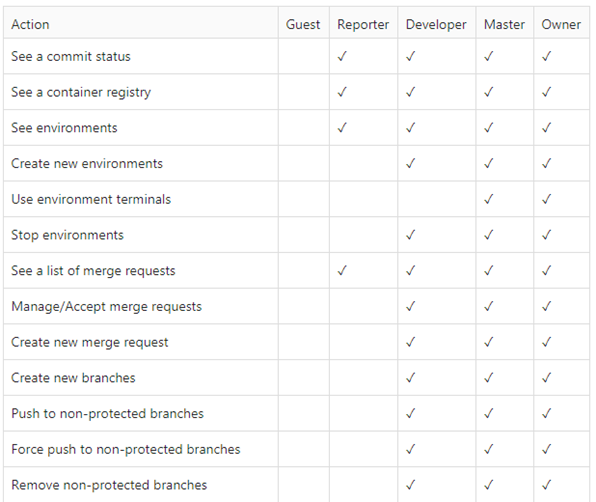 Action Guest Reporter Developer Master Owner
See a commit status ✓ ✓ ✓ ✓
See a container registry ✓ ✓ ✓ ✓
See environments ✓ ✓ ✓ ✓
Create new environments ✓ ✓ ✓
Use environment terminals ✓ ✓
Stop environments ✓ ✓ ✓
See a list of merge requests ✓ ✓ ✓ ✓
Manage/Accept merge requests ✓ ✓ ✓
Create new merge request ✓ ✓ ✓
Create new branches ✓ ✓ ✓
Push to non-protected branches ✓ ✓ ✓
Force push to non-protected branches ✓ ✓ ✓
Remove non-protected branches ✓ ✓ ✓